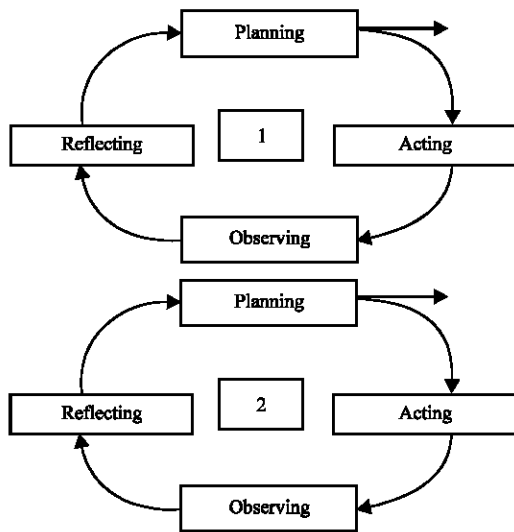 Planning
Reflecting
1
Acting
Observing
Planning
Reflecting
2
Acting
Observing